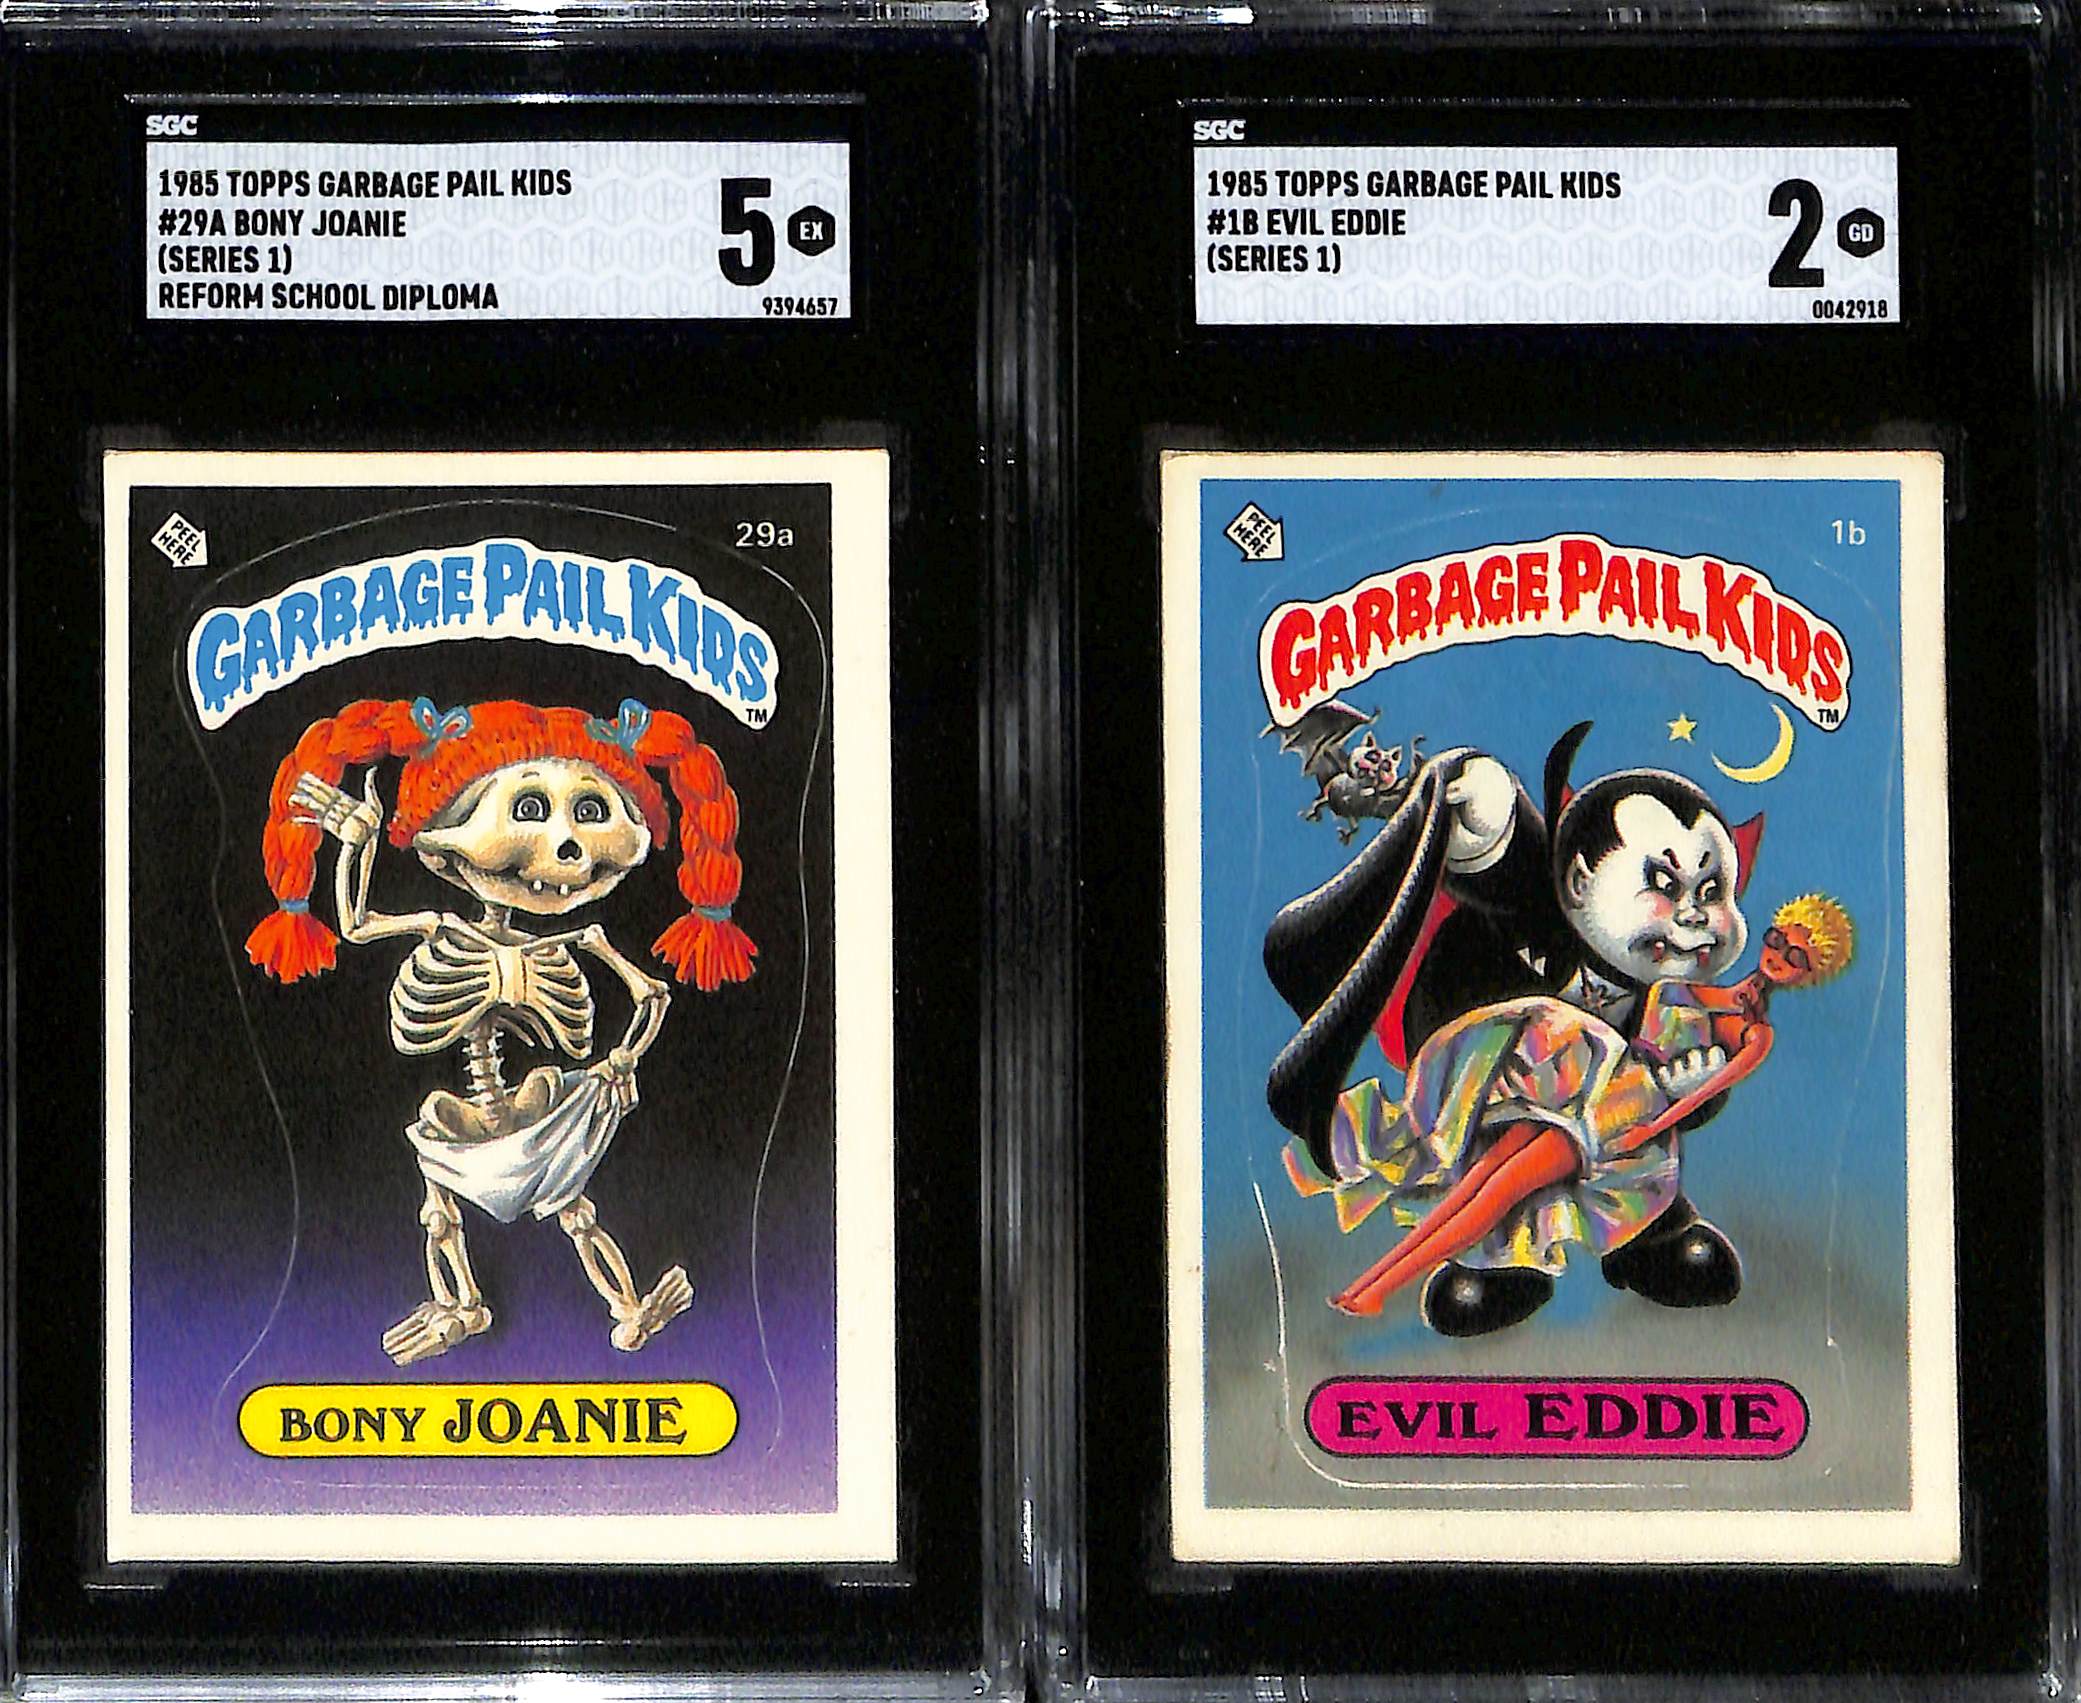 SGC
1985 TOPPS GARBAGE PAIL KIDS
#29A BONY JOANIE
(SERIES 1)
REFORM SCHOOL DIPLOMA
5 EX
9394657
PEEL
HERE
29a
GARBAGE PAIL KIDS
TM
BONY JOANIE
SGC
1985 TOPPS GARBAGE PAIL KIDS
#1B EVIL EDDIE
(SERIES 1)
2 GD
0042918
PEEL
HERE
1b
GARBAGE PAIL KIDS
TM
EVIL EDDIE